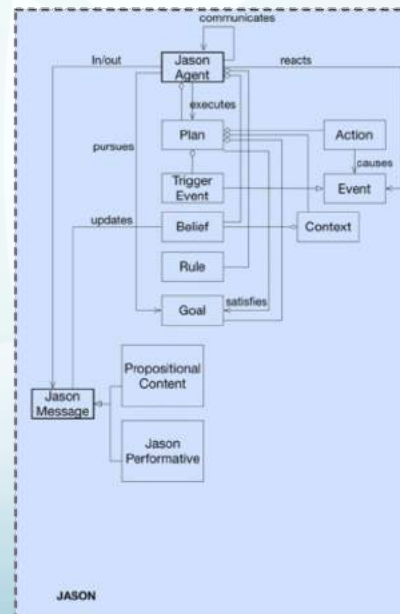 communicates
In/out
Jason
Agent
reacts
executes
Plan
Action
pursues
causes
Trigger
Event
Event
updates
Belief
Context
Rule
Goal
satisfies
Propositional
Content
Jason
Message
Jason
Performative
JASON